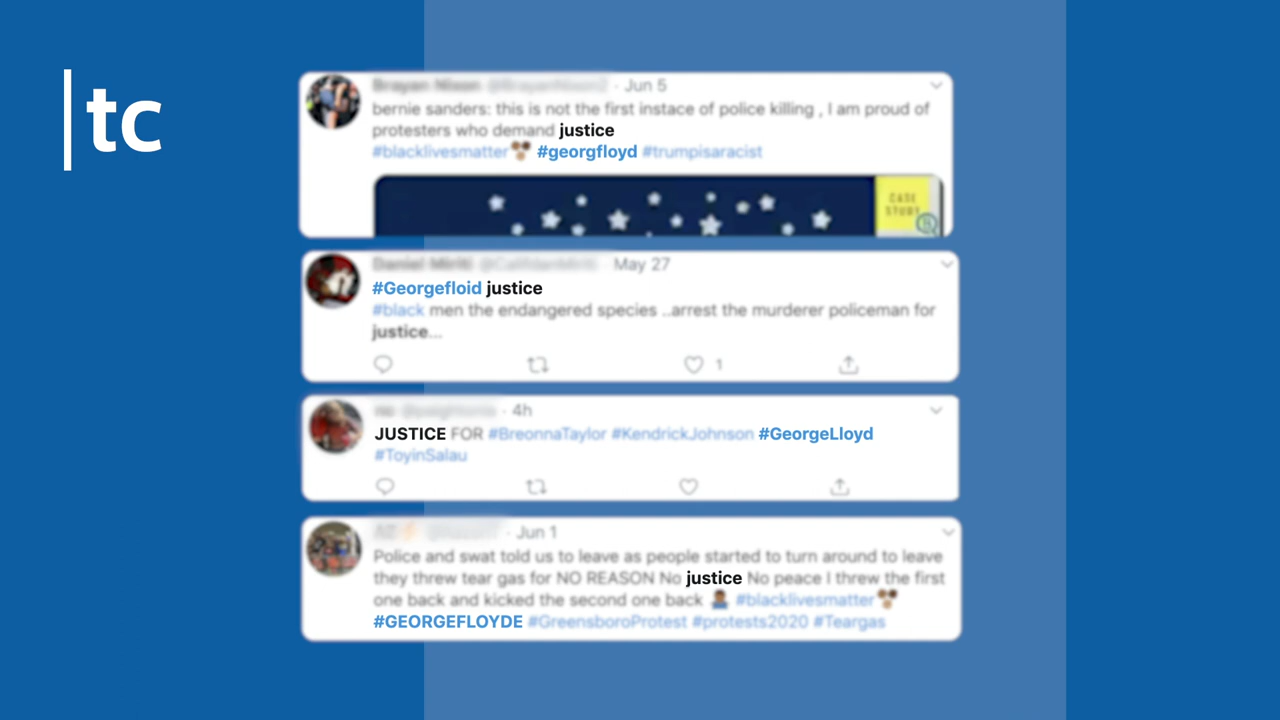 tc
Jun 5
bernie sanders: this is not the first instace of police killing , I am proud of
protesters who demand justice
#blacklivesmatter #georgfloyd #trumpisaracist
CASE
STUDY
May 27
#Georgefloid justice
#black men the endangered species ..arrest the murderer policeman for
justice...
1
· 4h
JUSTICE FOR #BreonnaTaylor #KendrickJohnson #GeorgeLloyd
#ToyinSalau
· Jun 1
Police and swat told us to leave as people started to turn around to leave
they threw tear gas for NO REASON No justice No peace I threw the first
one back and kicked the second one back #blacklivesmatter
#GEORGEFLOYDE #GreensboroProtest #protests2020 #Teargas